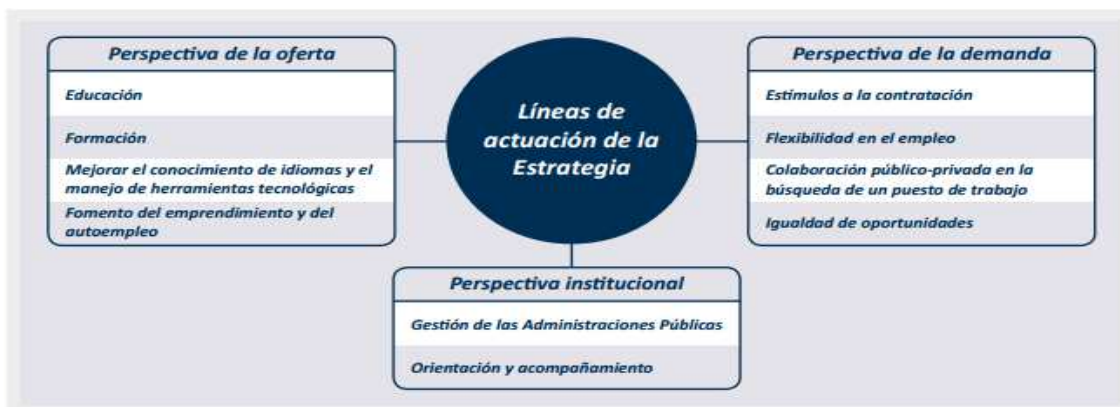 Perspectiva de la oferta
Educación
Formación
Mejorar el conocimiento de idiomas y el
manejo de herramientas tecnológicas
Fomento del emprendimiento y del
autoempleo
Líneas de
actuación de la
Estrategia
Perspectiva de la demanda
Estímulos a la contratación
Flexibilidad en el empleo
Colaboración público-privada en la
búsqueda de un puesto de trabajo
Igualdad de oportunidades
Perspectiva institucional
Gestión de las Administraciones Públicas
Orientación y acompañamiento